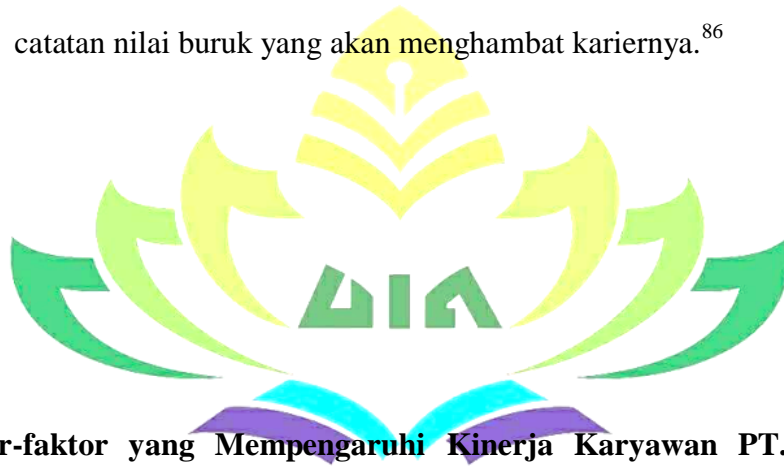 catatan nilai buruk yang akan menghambat kariernya.86
r-faktor yang Mempengaruhi Kinerja Karyawan PT.